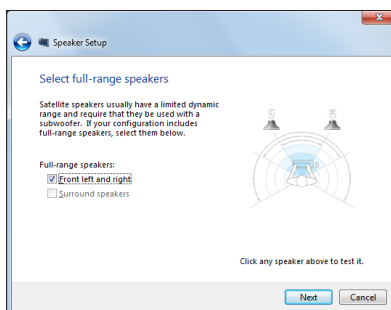 Speaker Setup
Select full-range speakers
Satellite speakers usually have a limited dynamic
range and require that they be used with a
subwoofer. If your configuration includes
full-range speakers, select them below.
Full-range speakers:
Front left and right
Surround speakers
Click any speaker above to test it.
Next Cancel